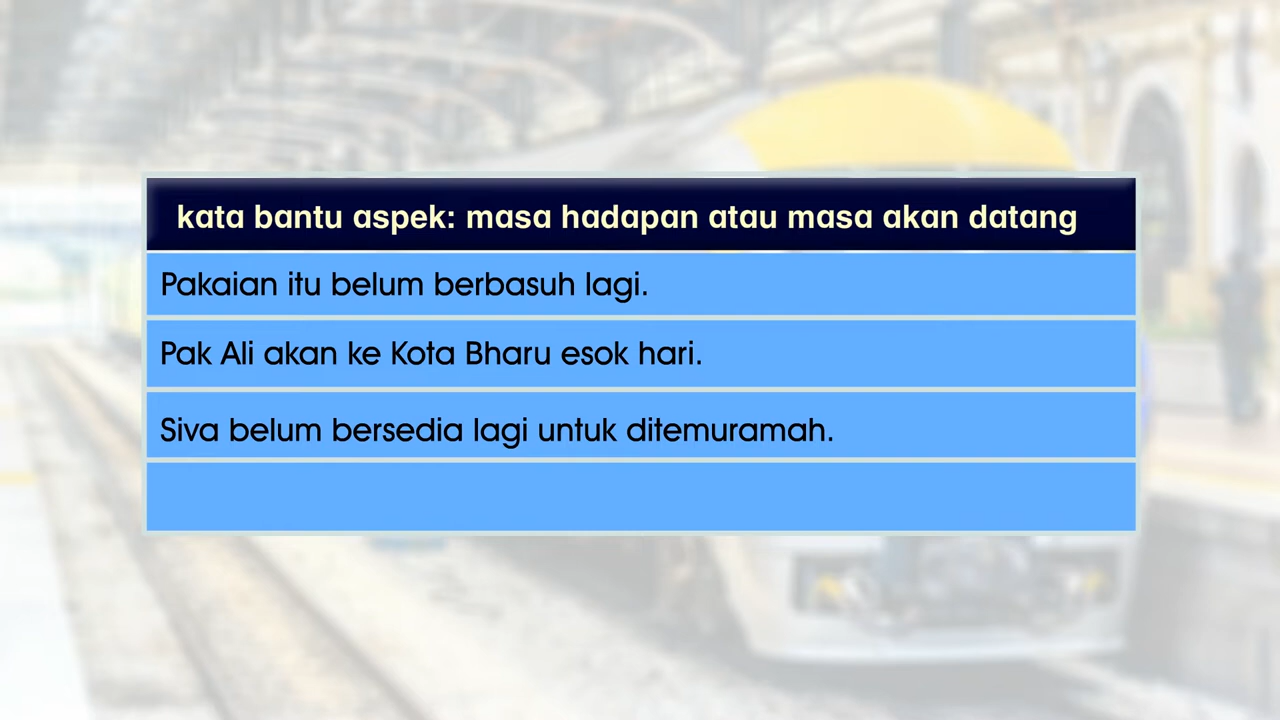 kata bantu aspek: masa hadapan atau masa akan datang
Pakaian itu belum berbasuh lagi.
Pak Ali akan ke Kota Bharu esok hari.
Siva belum bersedia lagi untuk ditemuramah.